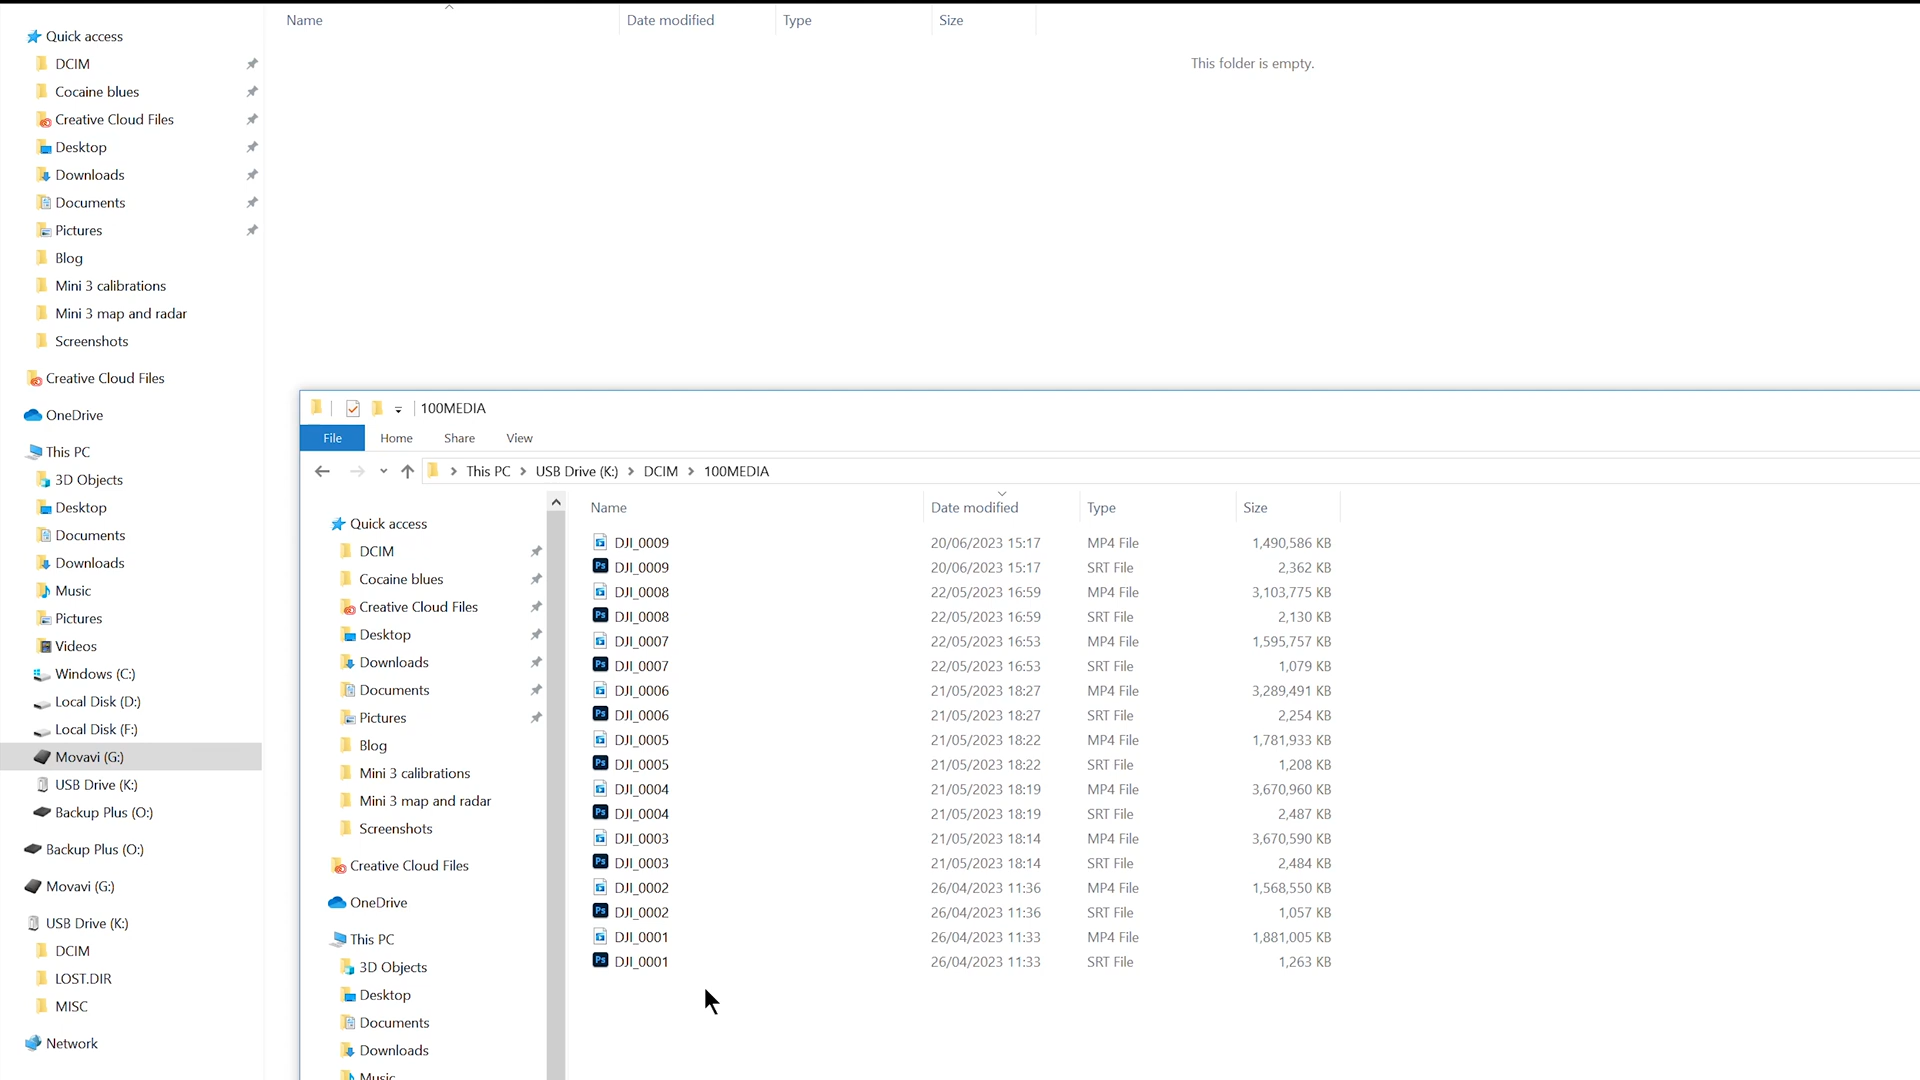 Name Date modified Type Size
This folder is empty.
Quick access
DCIM
Cocaine blues
Creative Cloud Files
Desktop
Downloads
Documents
Pictures
Blog
Mini 3 calibrations
Mini 3 map and radar
Screenshots
Creative Cloud Files
OneDrive
This PC
3D Objects
Desktop
Documents
Downloads
Music
Pictures
Videos
Windows (C:)
Local Disk (D:)
Local Disk (F:)
Movavi (G:)
USB Drive (K:)
Backup Plus (O:)
Backup Plus (O:)
Movavi (G:)
USB Drive (K:)
DCIM
LOST.DIR
MISC
Network
100MEDIA
File Home Share View
This PC USB Drive (K:) DCIM 100MEDIA
Quick access
DCIM
Cocaine blues
Creative Cloud Files
Desktop
Downloads
Documents
Pictures
Blog
Mini 3 calibrations
Mini 3 map and radar
Screenshots
Creative Cloud Files
OneDrive
This PC
3D Objects
Desktop
Documents
Downloads
Music
Name Date modified Type Size
DJI_0009 20/06/2023 15:17 MP4 File 1,490,586 KB
Ps DJI_0009 20/06/2023 15:17 SRT File 2,362 KB
DJI_0008 22/05/2023 16:59 MP4 File 3,103,775 KB
Ps DJI_0008 22/05/2023 16:59 SRT File 2,130 KB
DJI_0007 22/05/2023 16:53 MP4 File 1,595,757 KB
Ps DJI_0007 22/05/2023 16:53 SRT File 1,079 KB
DJI_0006 21/05/2023 18:27 MP4 File 3,289,491 KB
Ps DJI_0006 21/05/2023 18:27 SRT File 2,254 KB
DJI_0005 21/05/2023 18:22 MP4 File 1,781,933 KB
Ps DJI_0005 21/05/2023 18:22 SRT File 1,208 KB
DJI_0004 21/05/2023 18:19 MP4 File 3,670,960 KB
Ps DJI_0004 21/05/2023 18:19 SRT File 2,487 KB
DJI_0003 21/05/2023 18:14 MP4 File 3,670,590 KB
Ps DJI_0003 21/05/2023 18:14 SRT File 2,484 KB
DJI_0002 26/04/2023 11:36 MP4 File 1,568,550 KB
Ps DJI_0002 26/04/2023 11:36 SRT File 1,057 KB
DJI_0001 26/04/2023 11:33 MP4 File 1,881,005 KB
Ps DJI_0001 26/04/2023 11:33 SRT File 1,263 KB